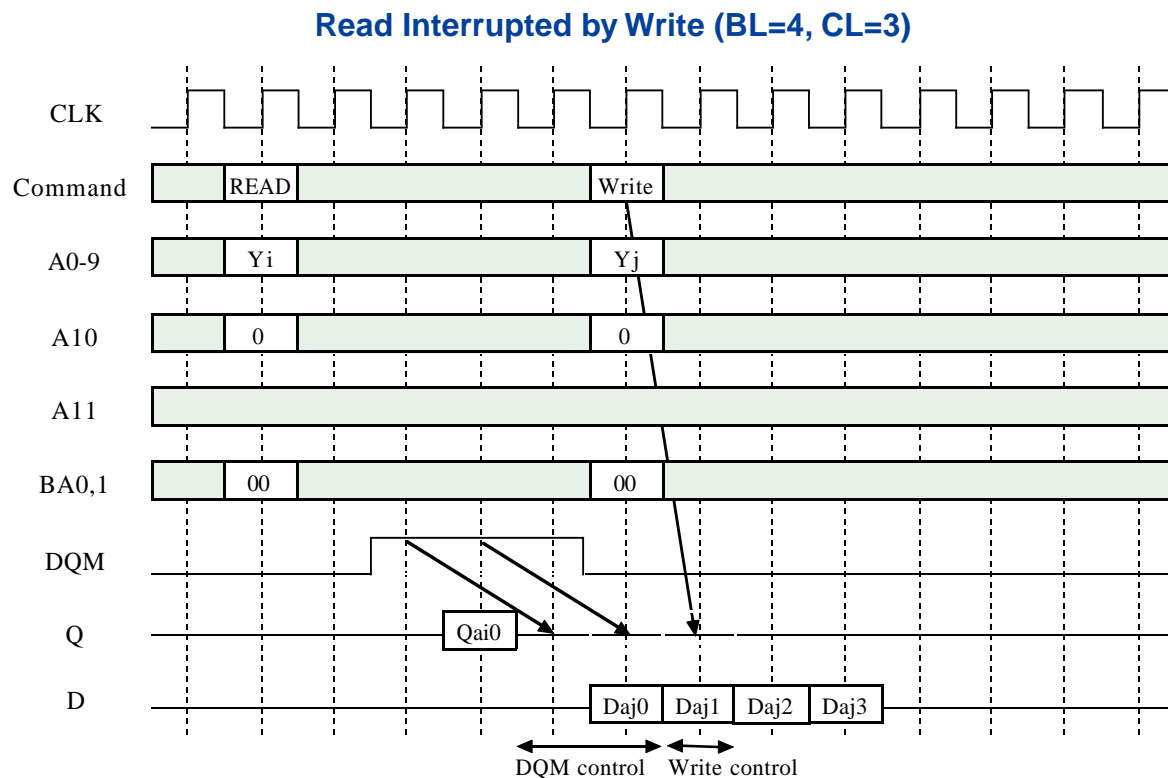 Read Interrupted by Write (BL=4, CL=3)
CLK
Command READ Write
A0-9 Yi Yj
A10 0 0
A11
BA0,1 00 00
DQM
Q Qai0
D Daj0 Daj1 Daj2 Daj3
DQM control Write control